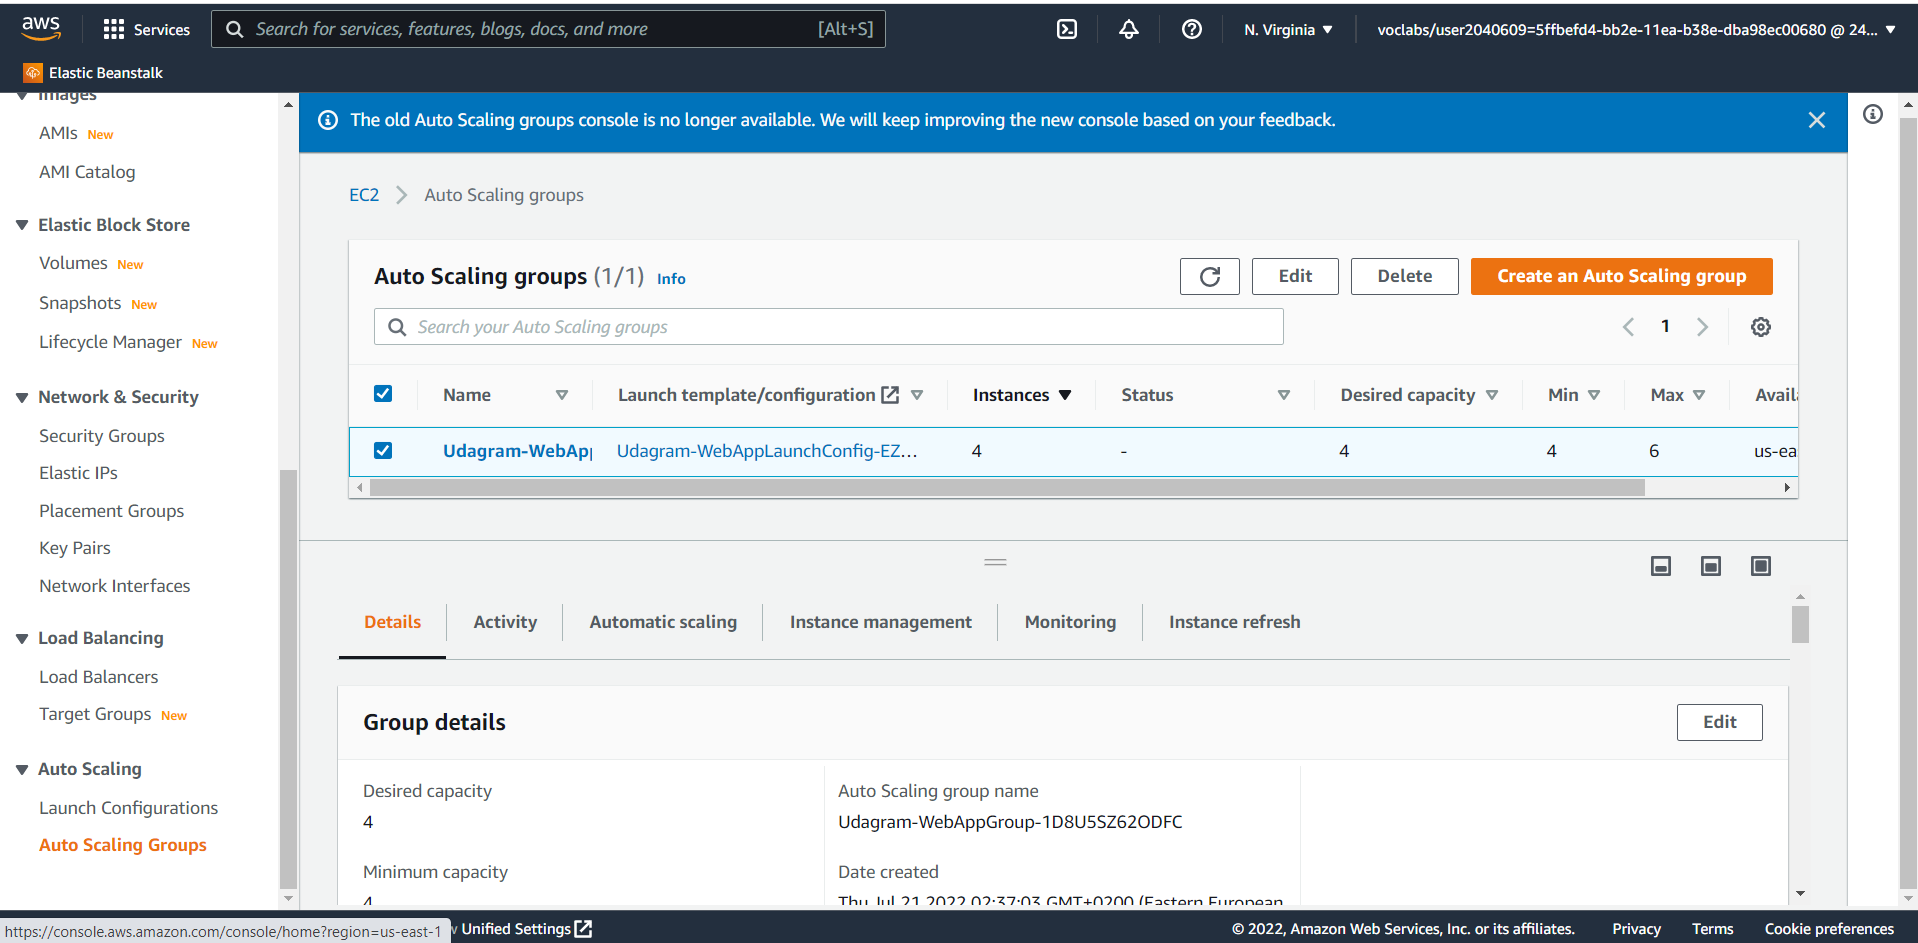 aws
Services
Search for services, features, blogs, docs, and more [Alt+S]
N. Virginia
voclabs/user2040609=5ffbefd4-bb2e-11ea-b38e-dba98ec00680 @ 24...
Elastic Beanstalk
Images
AMIs New
AMI Catalog
Elastic Block Store
Volumes New
Snapshots New
Lifecycle Manager New
Network & Security
Security Groups
Elastic IPs
Placement Groups
Key Pairs
Network Interfaces
Load Balancing
Load Balancers
Target Groups New
Auto Scaling
Launch Configurations
Auto Scaling Groups
The old Auto Scaling groups console is no longer available. We will keep improving the new console based on your feedback.
EC2 Auto Scaling groups
Auto Scaling groups (1/1) Info
Edit
Delete
Create an Auto Scaling group
Search your Auto Scaling groups
1
Name Launch template/configuration Instances Status Desired capacity Min Max Avail
Udagram-WebApp Udagram-WebAppLaunchConfig-EZ... 4 - 4 4 6 us-ea
Details Activity Automatic scaling Instance management Monitoring Instance refresh
Group details
Edit
Desired capacity
4
Minimum capacity
4
Auto Scaling group name
Udagram-WebAppGroup-1D8U5SZ62ODFC
Date created
Thu Jul 21 2022 02:37:03 GMT+0200 (Eastern European
https://console.aws.amazon.com/console/home?region=us-east-1
Unified Settings
© 2022, Amazon Web Services, Inc. or its affiliates. Privacy Terms Cookie preferences